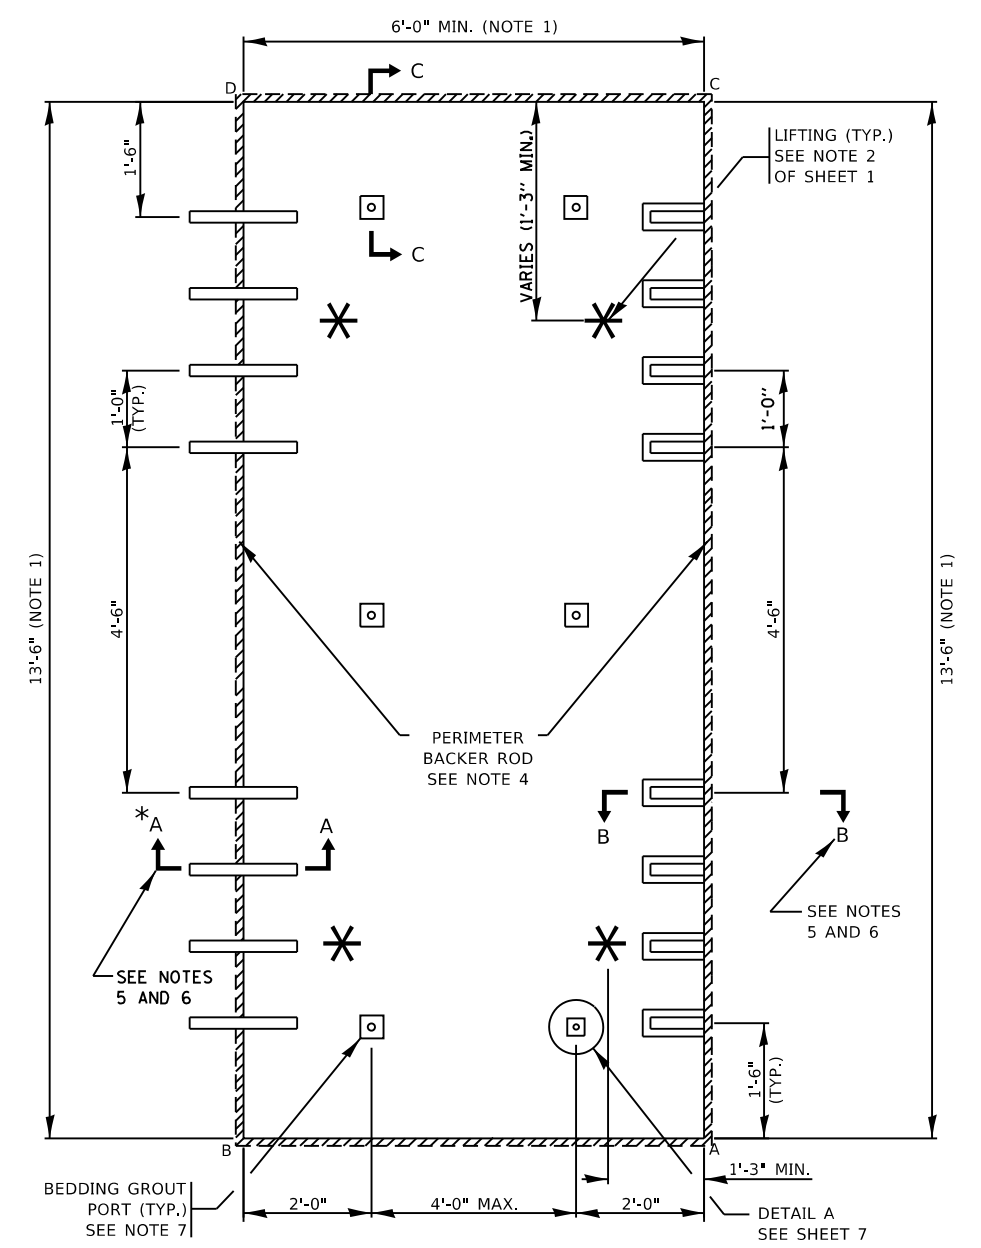 6'-0" MIN. (NOTE 1)
C
D
C
1'-6"
VARIES (1'-3" MIN.)
LIFTING (TYP.)
SEE NOTE 2
OF SHEET 1
C
1'-0"
(TYP.)
1'-0"
13'-6" (NOTE 1)
4'-6"
4'-6"
13'-6" (NOTE 1)
PERIMETER
BACKER ROD
SEE NOTE 4
*A
A
B
B
SEE NOTES
5 AND 6
SEE NOTES
5 AND 6
1'-6"
(TYP.)
B
A
1'-3" MIN.
BEDDING GROUT
PORT (TYP.)
SEE NOTE 7
2'-0"
4'-0" MAX.
2'-0"
DETAIL A
SEE SHEET 7